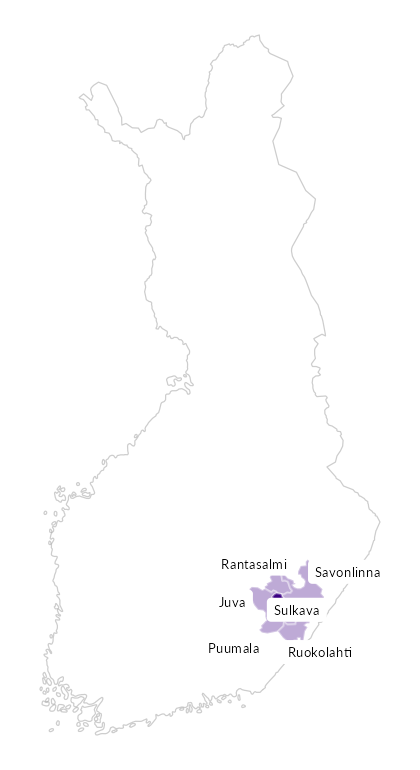 Rantasalmi
Savonlinna
Juva
Sulkava
Puumala
Ruokolahti